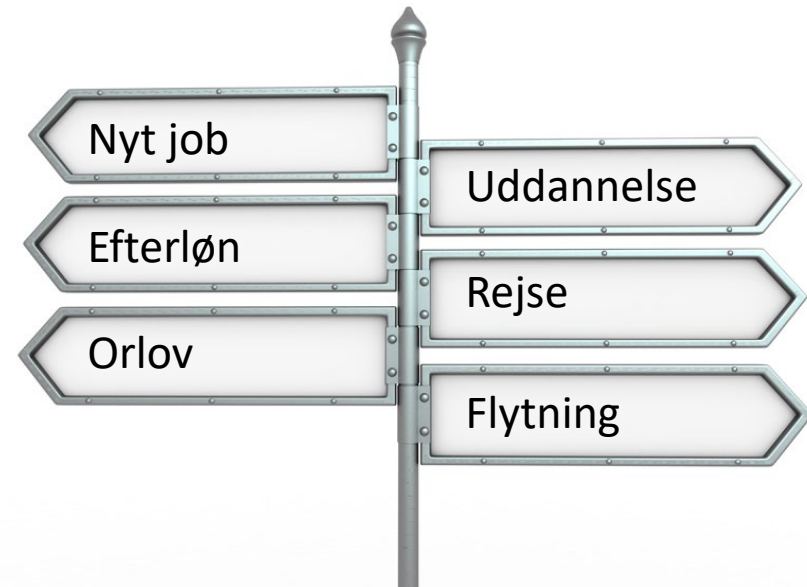 Nyt job
Uddannelse
Efterløn
Rejse
Orlov
Flytning